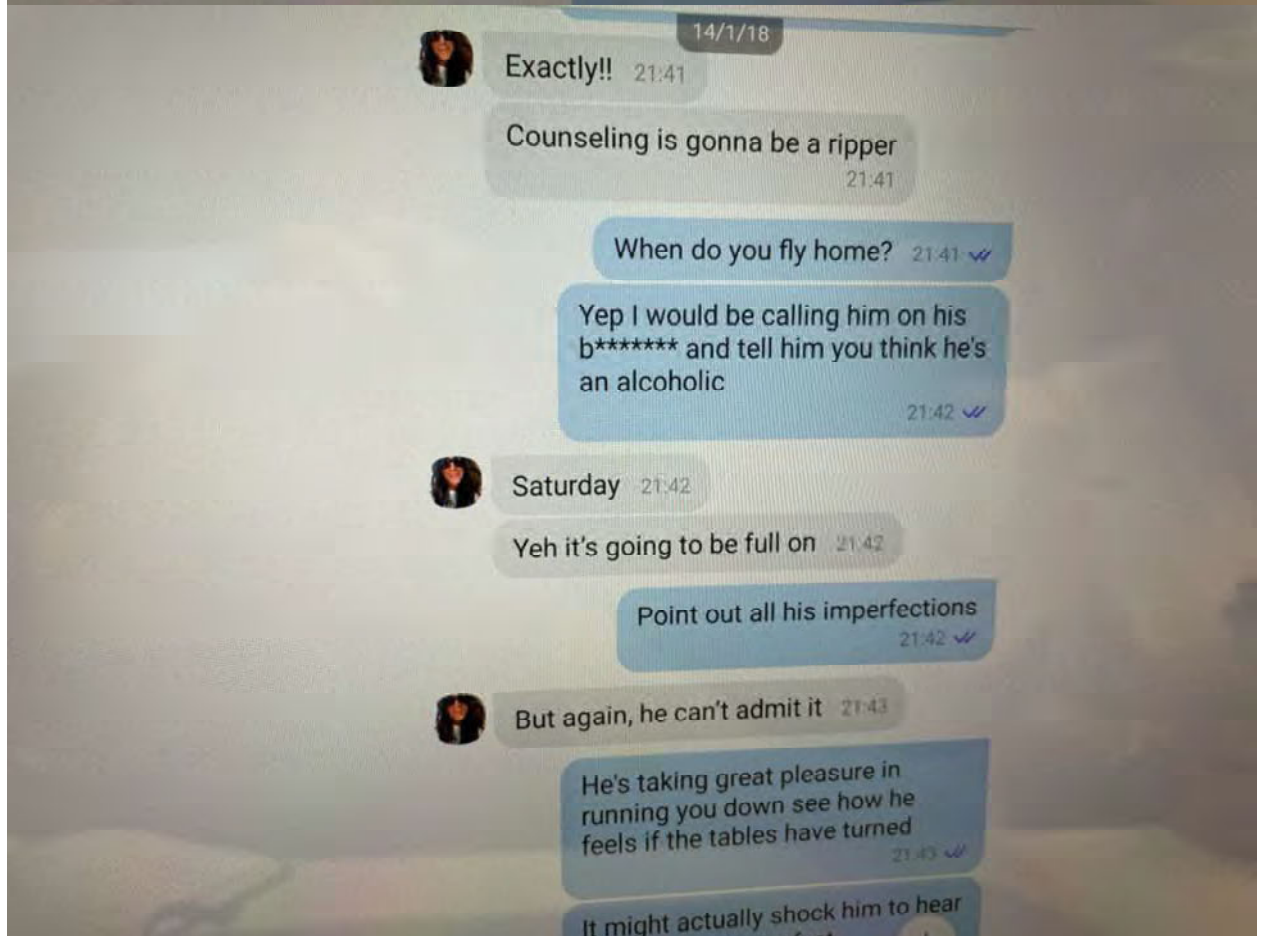 14/1/18
Exactly!! 21:41
Counseling is gonna be a ripper
21:41
When do you fly home? 21:41
Yep I would be calling him on his
b******* and tell him you think he's
an alcoholic
21:42
Saturday 21:42
Yeh it's going to be full on 21:42
Point out all his imperfections
21:42
But again, he can't admit it 21:43
He's taking great pleasure in
running you down see how he
feels if the tables have turned
21:43
It might actually shock him to hear